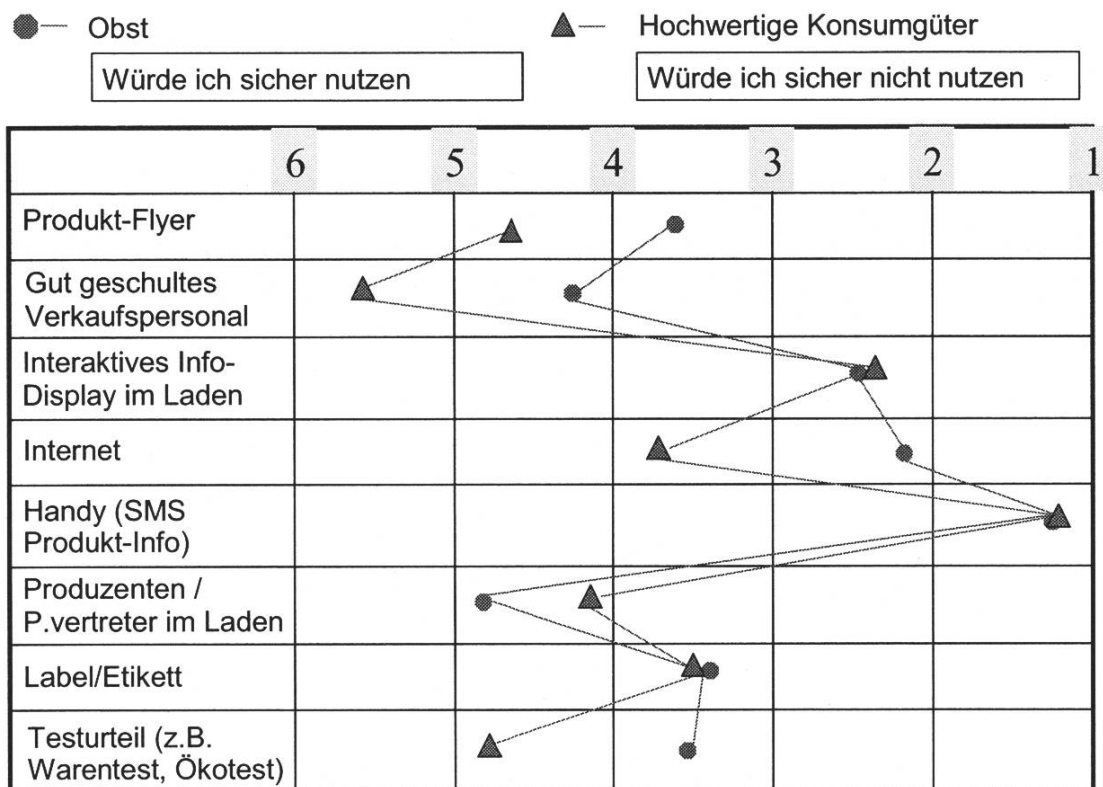 Obst
Hochwertige Konsumgüter
Würde ich sicher nutzen
Würde ich sicher nicht nutzen
6 5 4 3 2 1
Produkt-Flyer
Gut geschultes
Verkaufspersonal
Interaktives Info-
Display im Laden
Internet
Handy (SMS
Produkt-Info)
Produzenten /
P.vertreter im Laden
Label/Etikett
Testurteil (z.B.
Warentest, Ökotest)